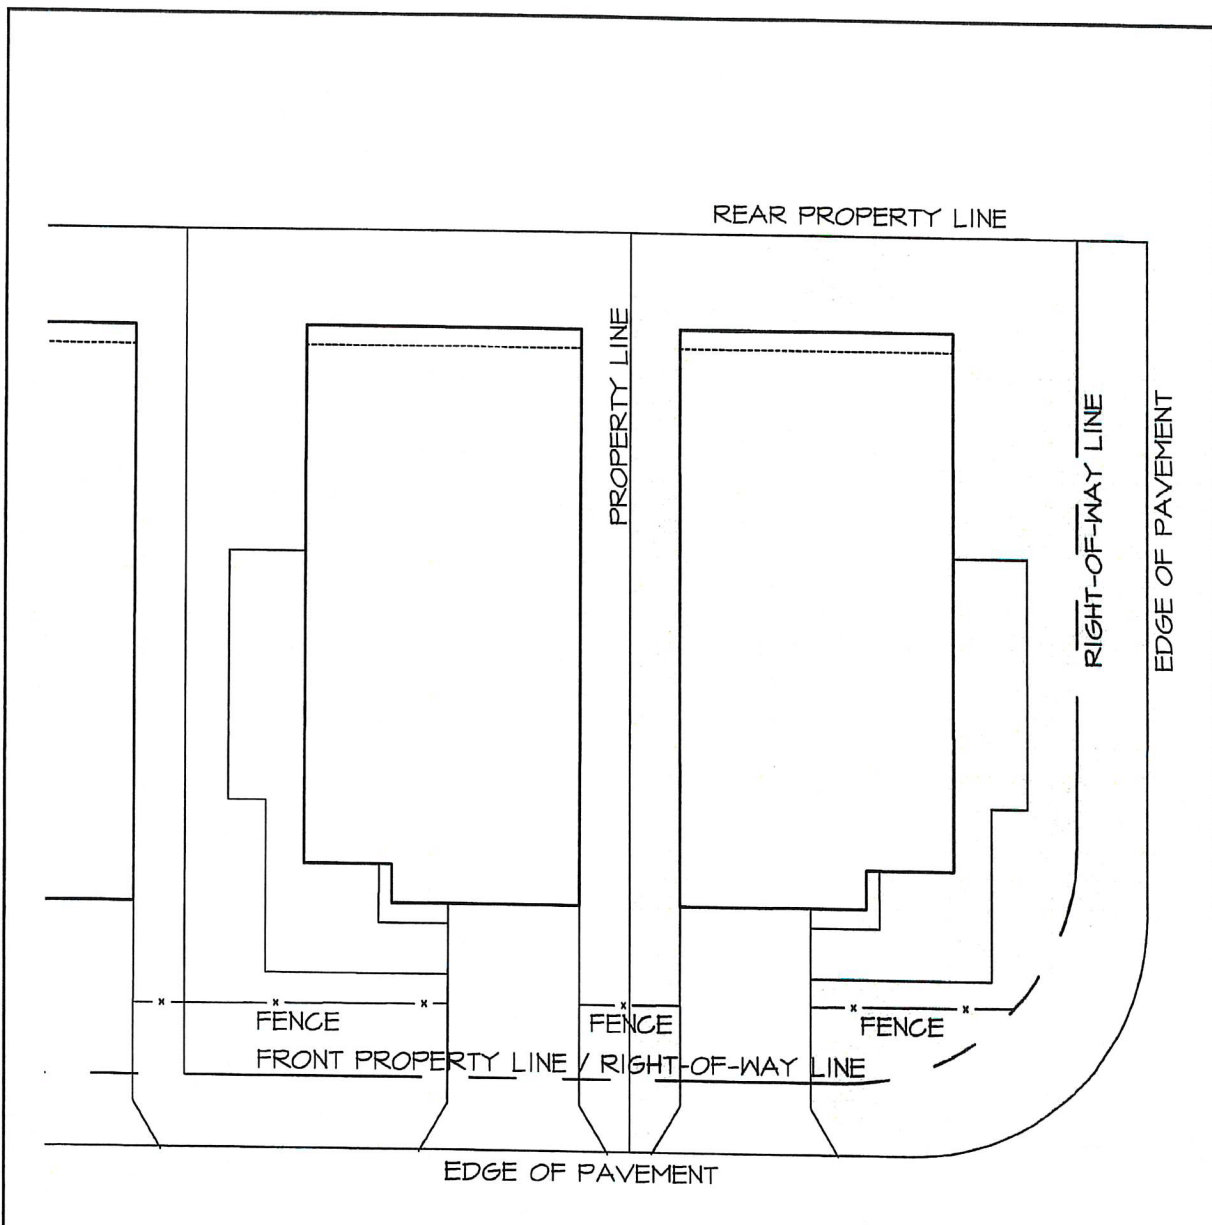 REAR PROPERTY LINE
PROPERTY LINE
RIGHT-OF-WAY LINE
EDGE OF PAVEMENT
FENCE
FENCE
FENCE
FRONT PROPERTY LINE / RIGHT-OF-WAY LINE
EDGE OF PAVEMENT